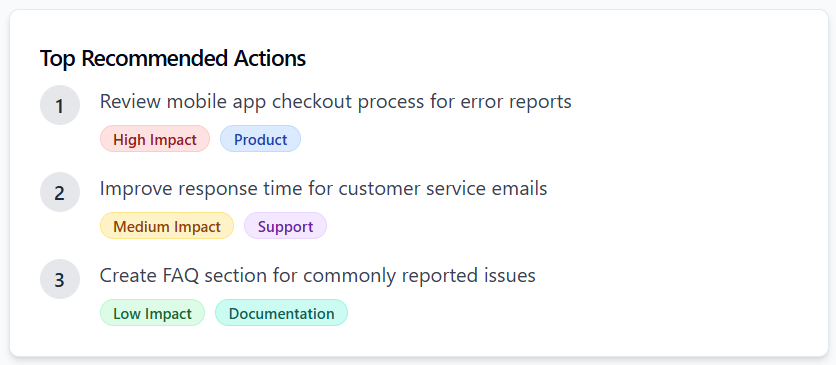 Top Recommended Actions
1 Review mobile app checkout process for error reports
High Impact Product
2 Improve response time for customer service emails
Medium Impact Support
3 Create FAQ section for commonly reported issues
Low Impact Documentation